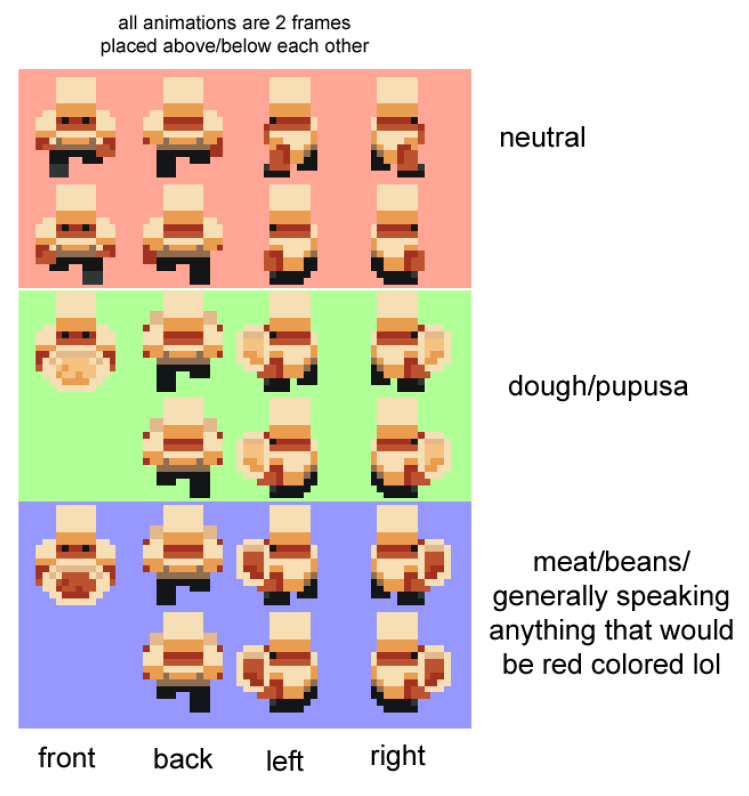 all animations are 2 frames
placed above/below each other
neutral
dough/pupusa
meat/beans/
generally speaking
anything that would
be red colored lol
front
back
left
right